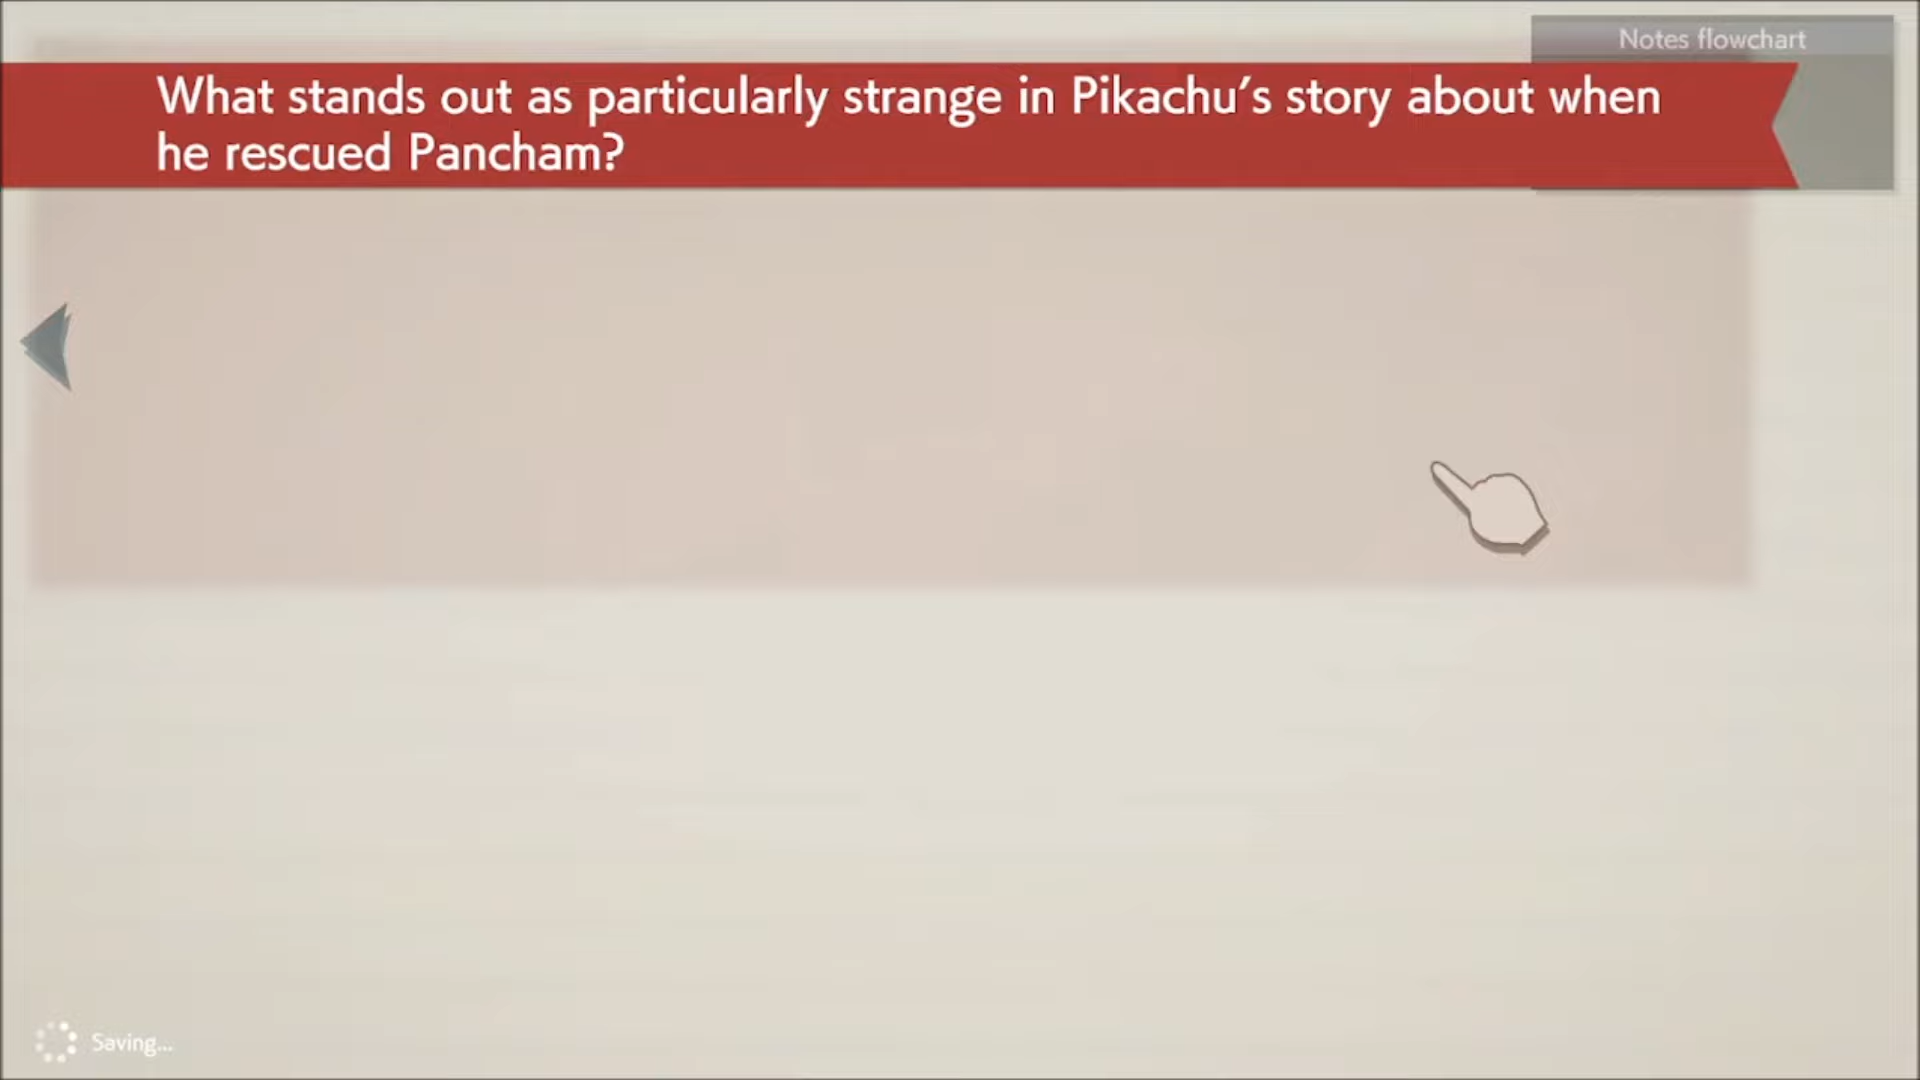 Notes flowchart
What stands out as particularly strange in Pikachu's story about when
he rescued Pancham?
Saving...